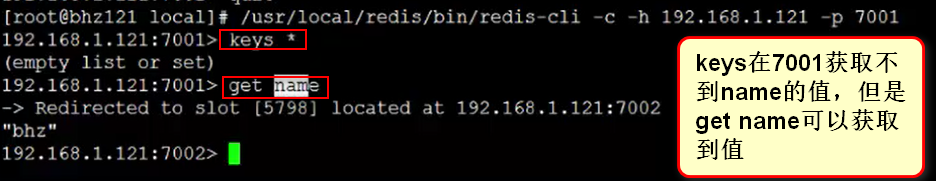 [root@bhz121 local]# /usr/local/redis/bin/redis-cli -c -h 192.168.1.121 -p 7001
192.168.1.121:7001> keys *
(empty list or set)
192.168.1.121:7001> get name
-> Redirected to slot [5798] located at 192.168.1.121:7002
"bhz"
192.168.1.121:7002>
keys在7001获取不
到name的值，但是
get name可以获取
到值